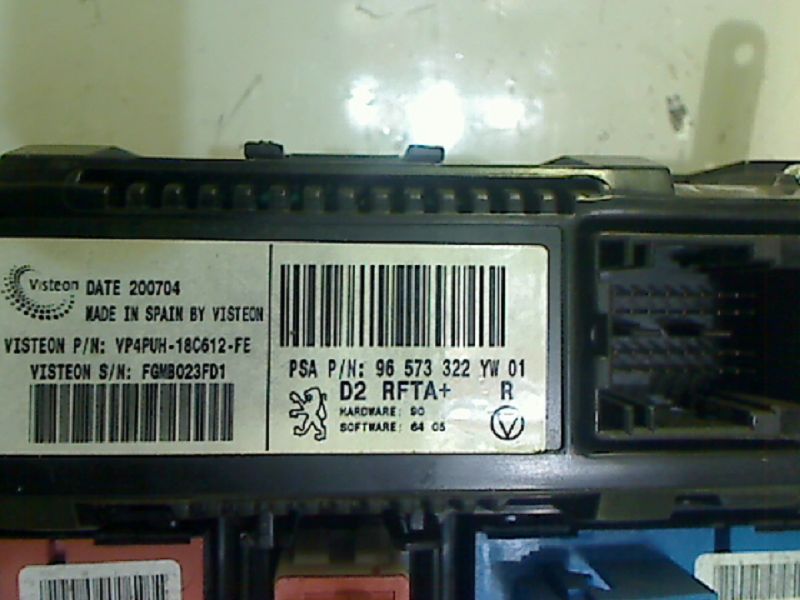 Visteon
DATE 200704
MADE IN SPAIN BY VISTEON
VISTEON P/N: VP4PUH-18C612-FE
VISTEON S/N: FGMB023FD1
PSA P/N: 96 573 322 YW 01
D2 RFTA+ R
HARDWARE: 90
SOFTWARE: 64 05
V